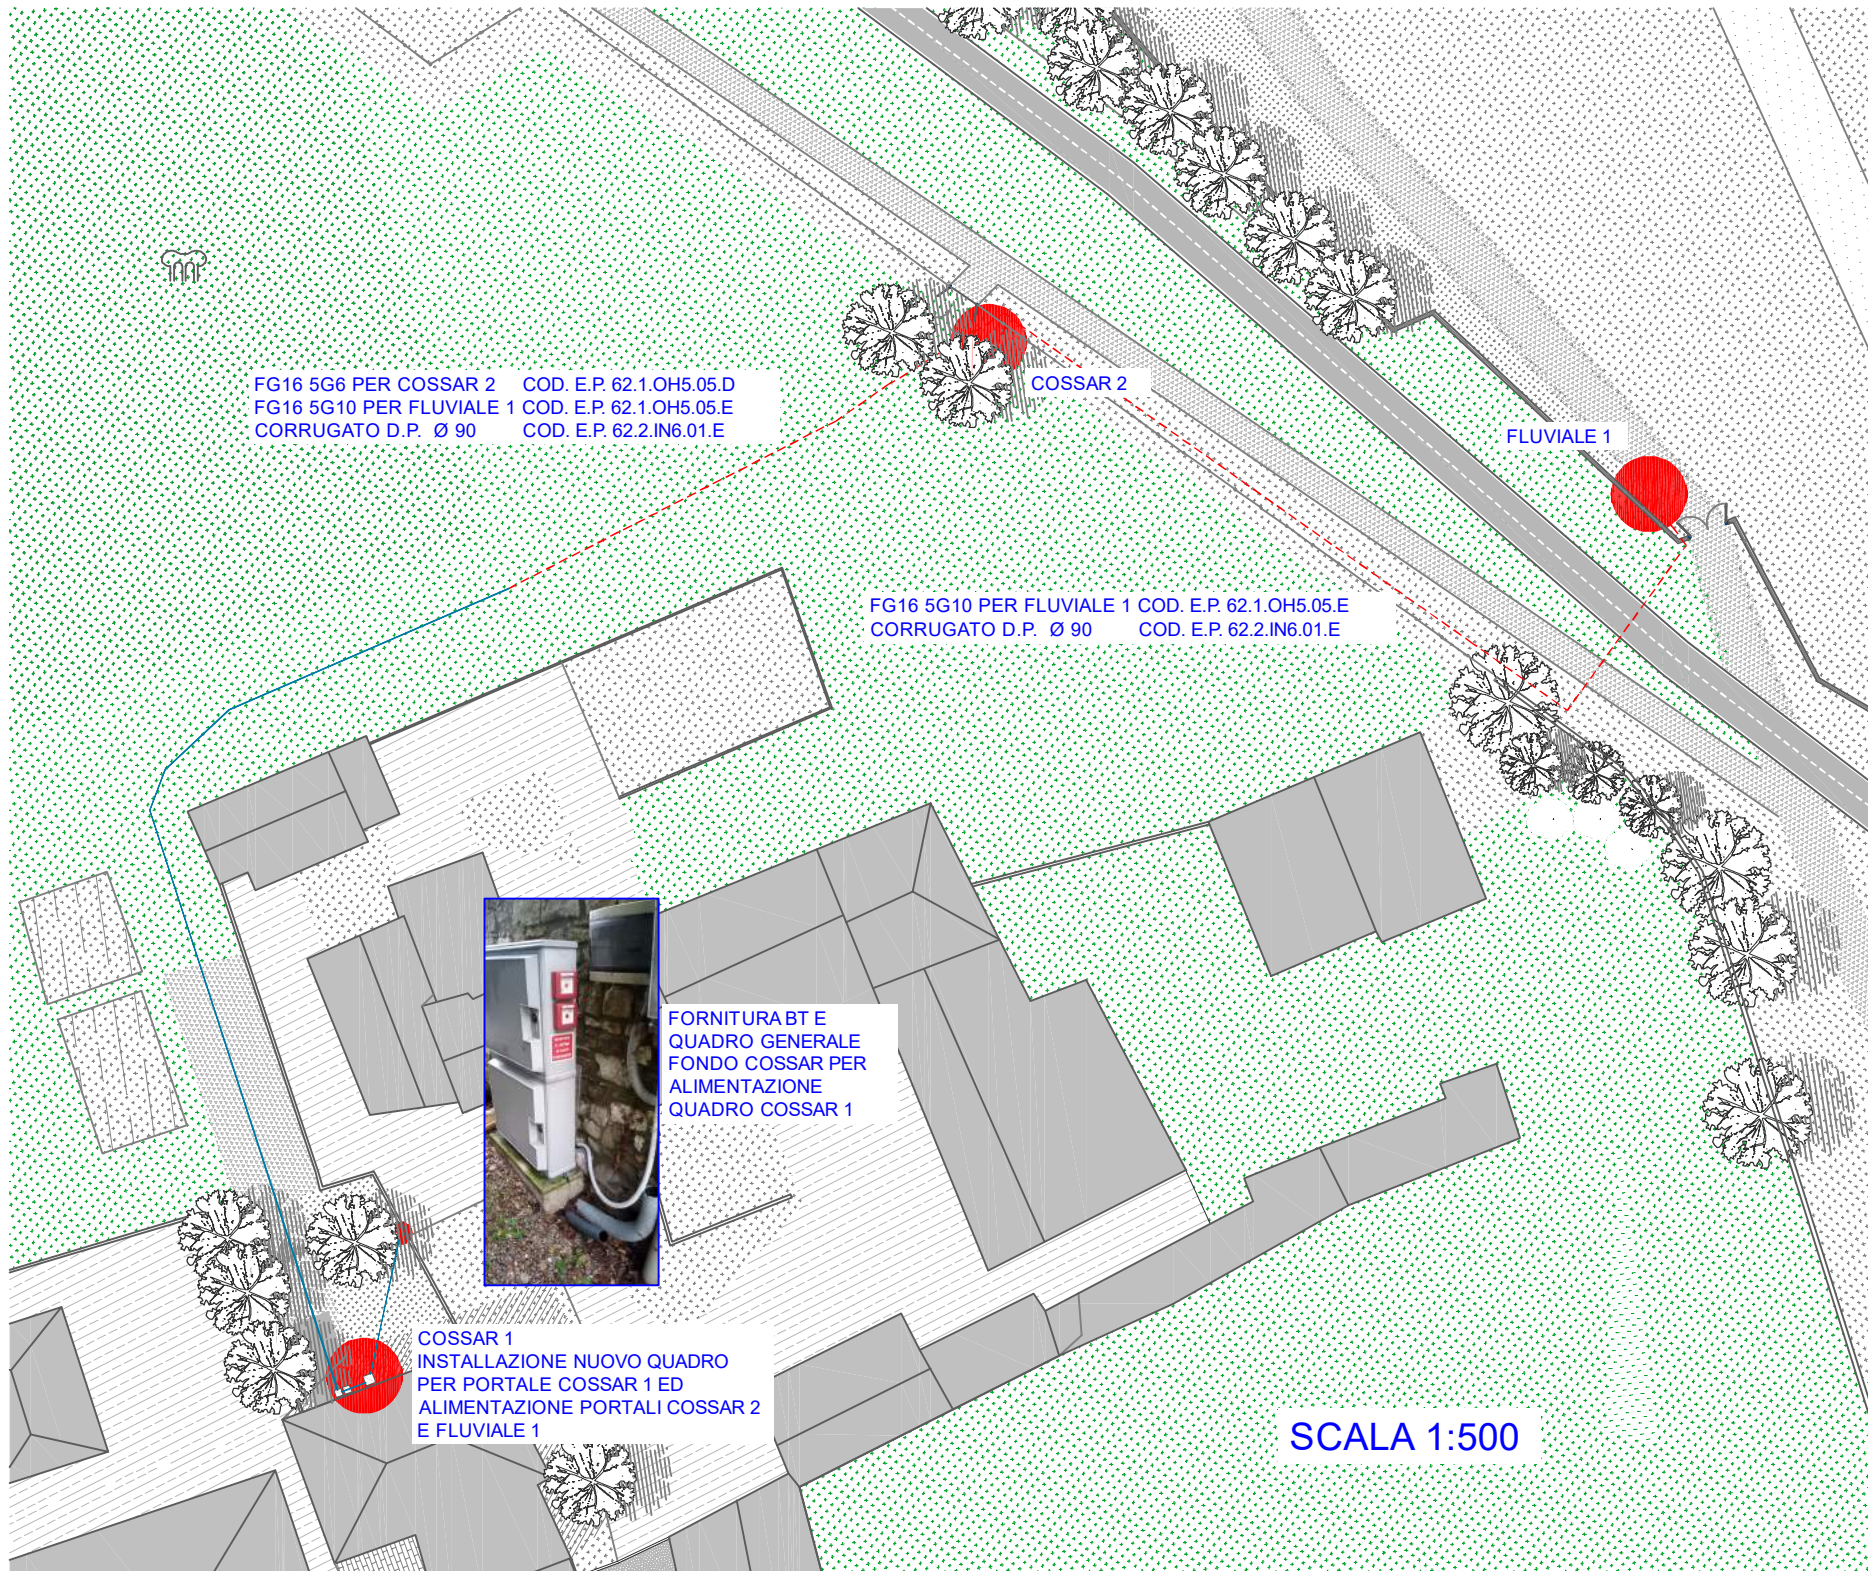 FG16 5G6 PER COSSAR 2 COD. E.P. 62.1.OH5.05.D
FG16 5G10 PER FLUVIALE 1 COD. E.P. 62.1.OH5.05.E
CORRUGATO D.P. Ø 90 COD. E.P. 62.2.IN6.01.E
COSSAR 2
FLUVIALE 1
FG16 5G10 PER FLUVIALE 1 COD. E.P. 62.1.OH5.05.E
CORRUGATO D.P. Ø 90 COD. E.P. 62.2.IN6.01.E
FORNITURA BT E
QUADRO GENERALE
FONDO COSSAR PER
ALIMENTAZIONE
QUADRO COSSAR 1
COSSAR 1
INSTALLAZIONE NUOVO QUADRO
PER PORTALE COSSAR 1 ED
ALIMENTAZIONE PORTALI COSSAR 2
E FLUVIALE 1
SCALA 1:500